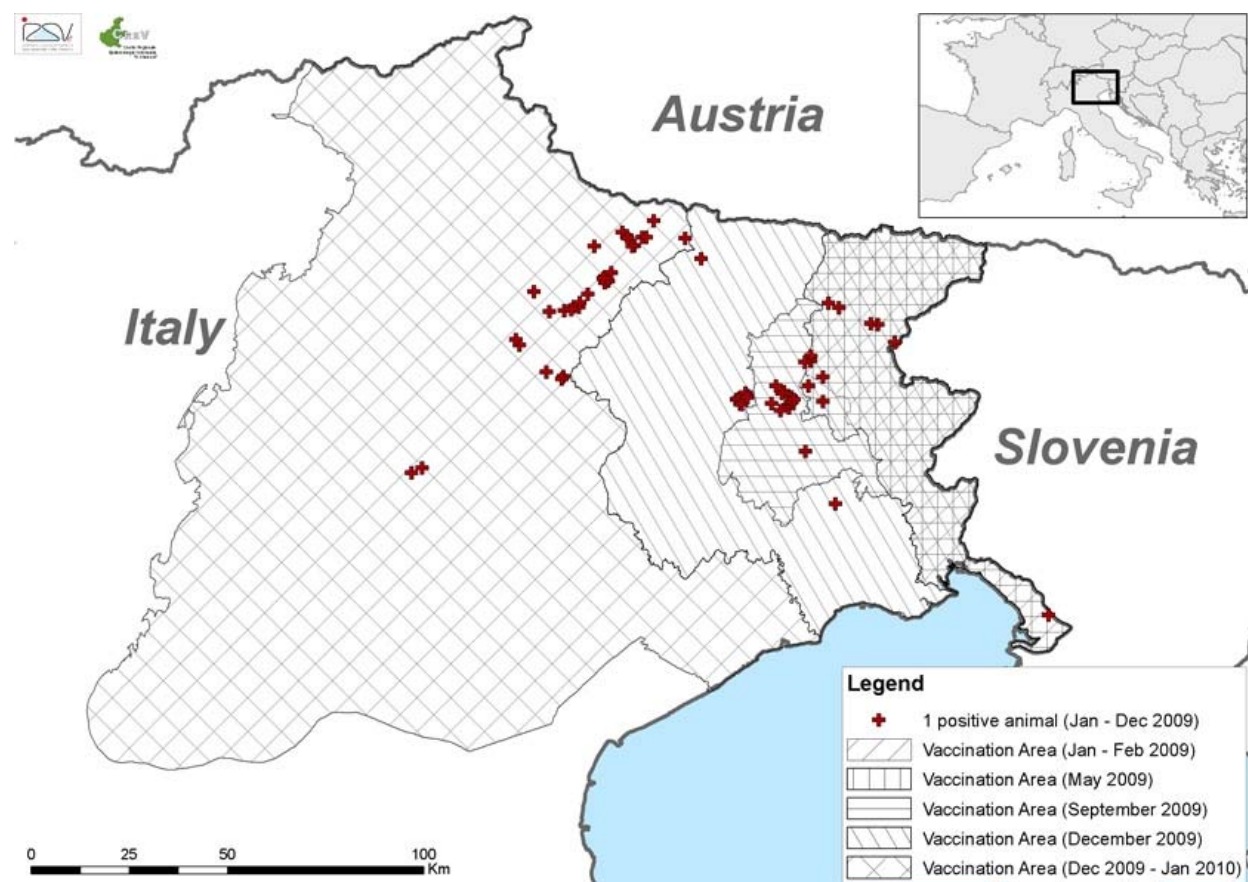 Austria
Italy
Slovenia
Legend
1 positive animal (Jan - Dec 2009)
Vaccination Area (Jan - Feb 2009)
Vaccination Area (May 2009)
Vaccination Area (September 2009)
Vaccination Area (December 2009)
Vaccination Area (Dec 2009 - Jan 2010)
0 25 50 100
Km